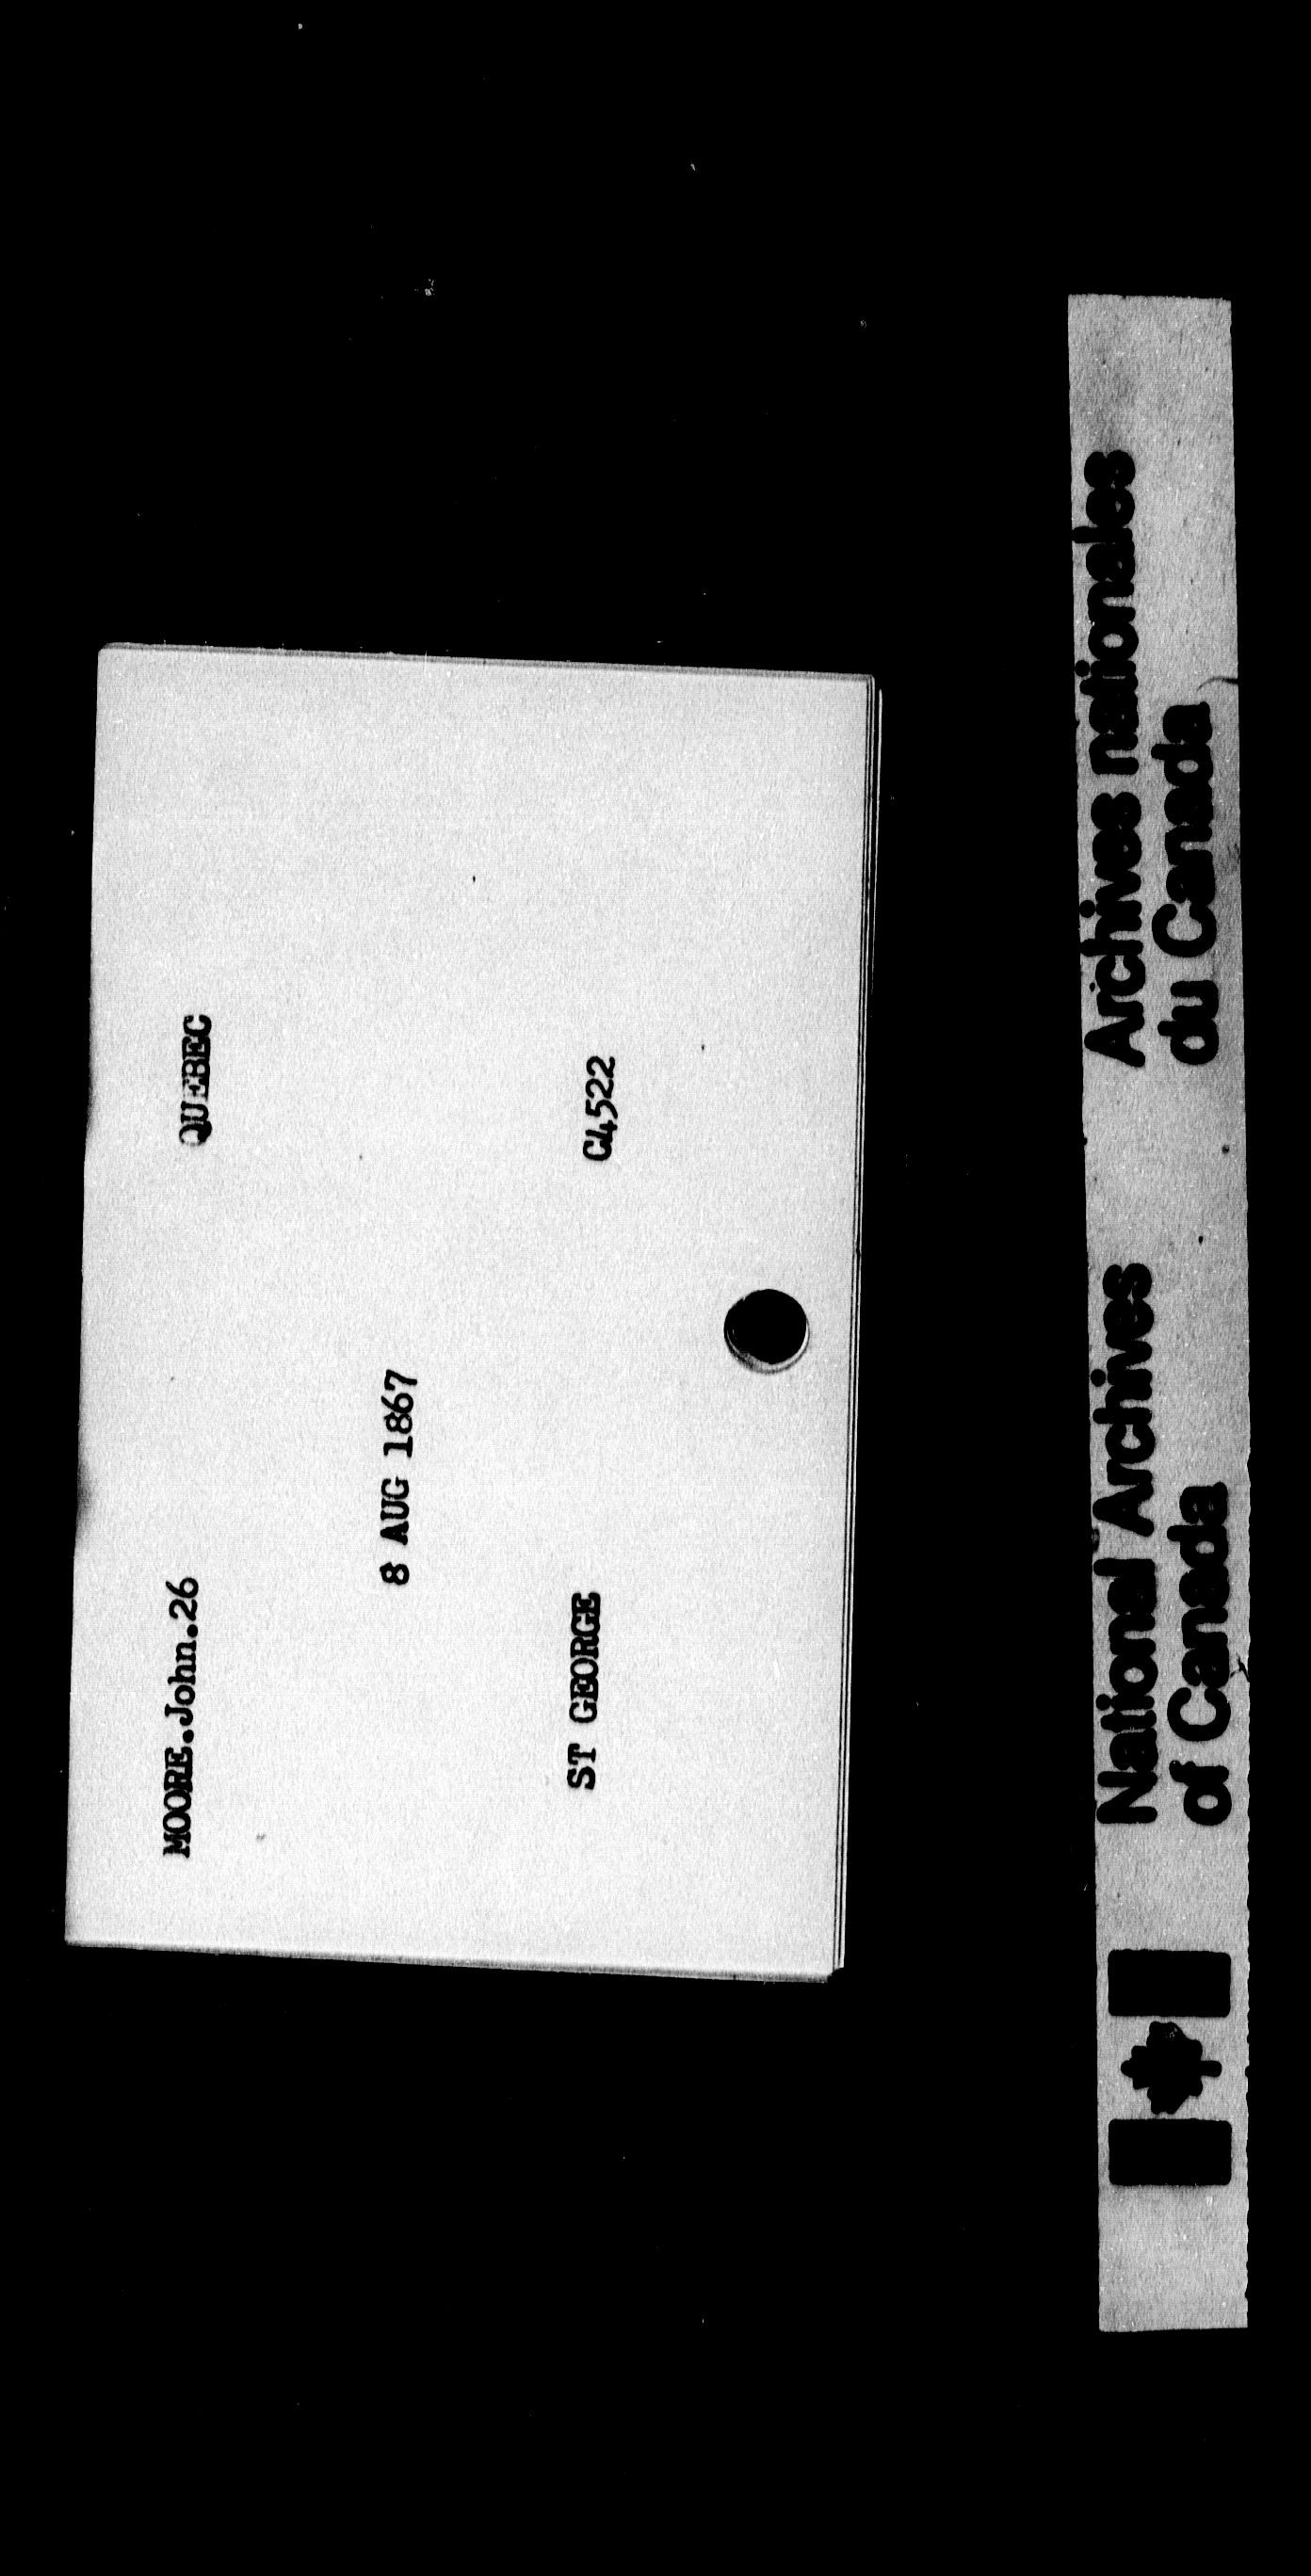 MOORE.John.26 QUEBEC
8 AUG 1867
ST GEORGE C4522
National Archives
of Canada
Archives nationales
du Canada